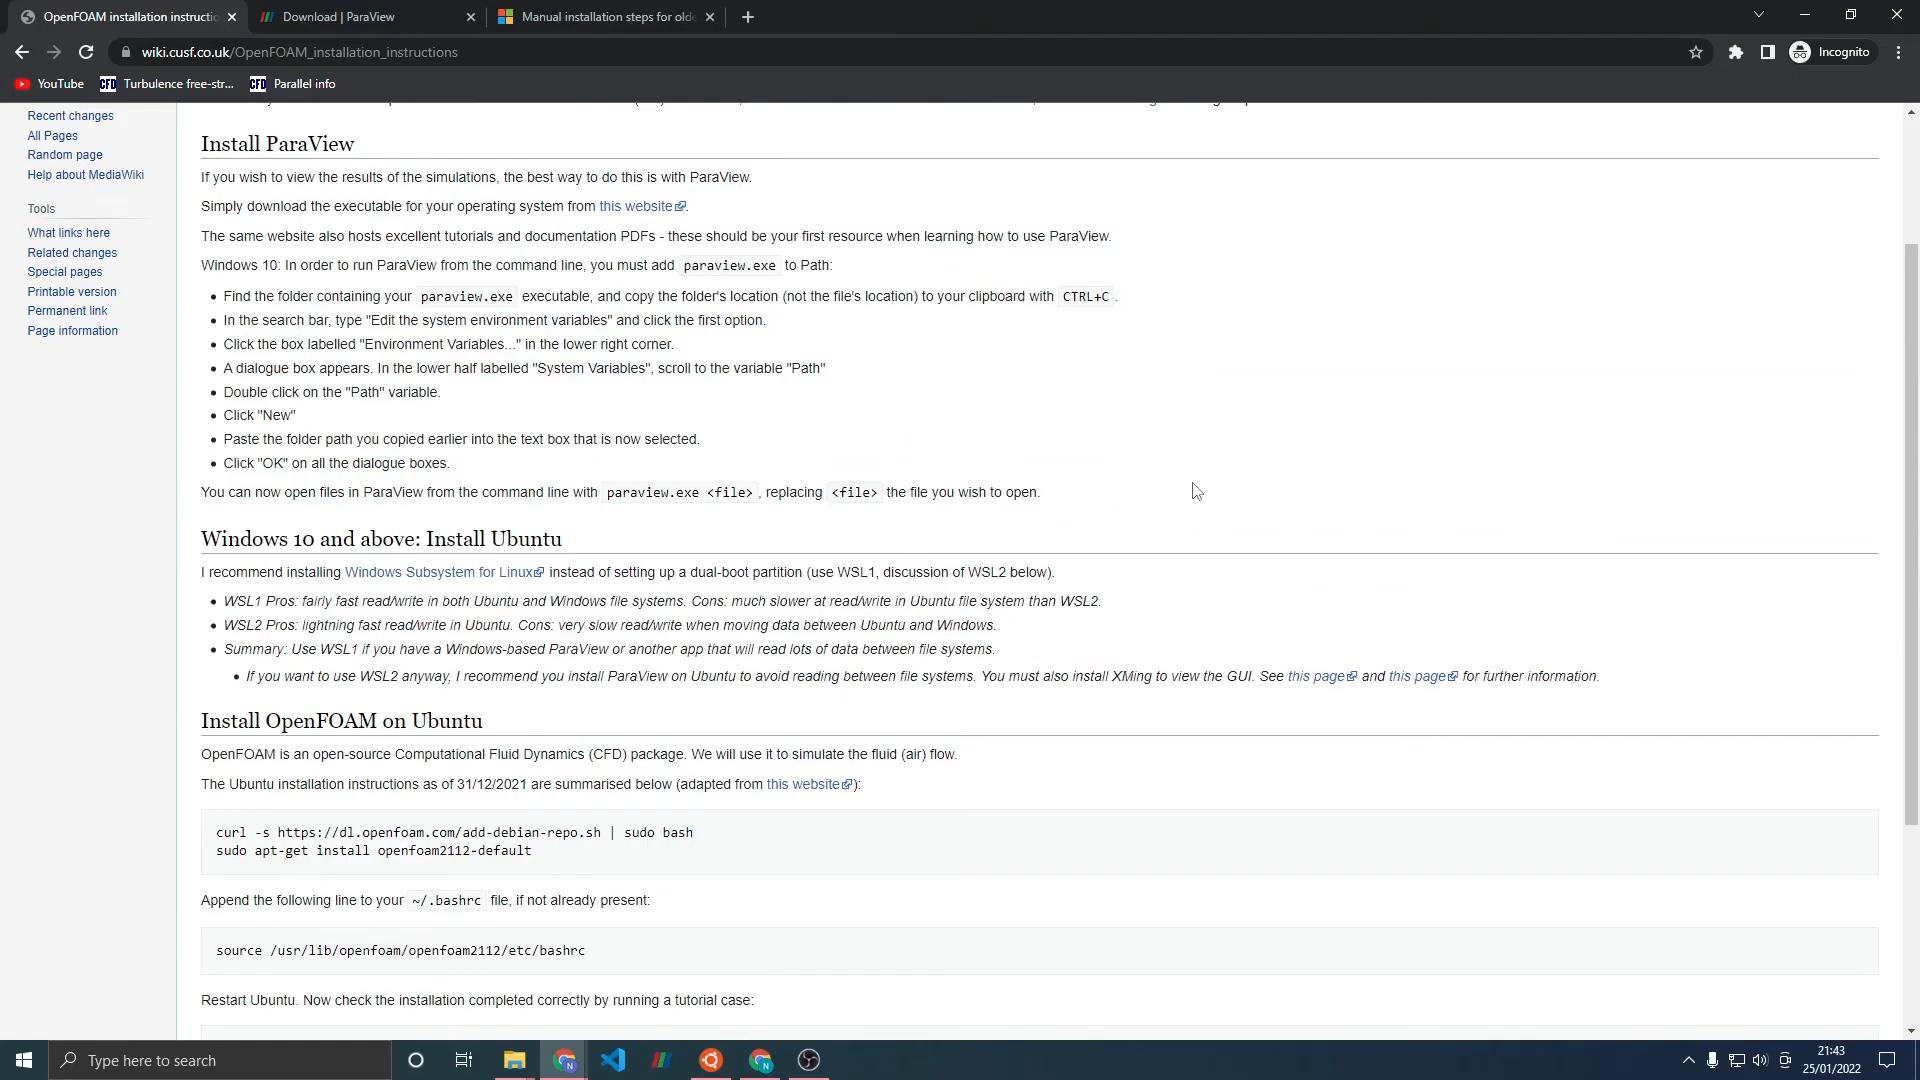 OpenFOAM installation instructio
Download | ParaView
Manual installation steps for olde
wiki.cusf.co.uk/OpenFOAM_installation_instructions
Incognito
YouTube
CFD
Turbulence free-str...
CFD
Parallel info
Recent changes
All Pages
Random page
Help about MediaWiki
Tools
What links here
Related changes
Special pages
Printable version
Permanent link
Page information
Install ParaView
If you wish to view the results of the simulations, the best way to do this is with ParaView.
Simply download the executable for your operating system from this website.
The same website also hosts excellent tutorials and documentation PDFs - these should be your first resource when learning how to use ParaView.
Windows 10: In order to run ParaView from the command line, you must add paraview.exe to Path:
• Find the folder containing your paraview.exe executable, and copy the folder's location (not the file's location) to your clipboard with CTRL+C.
• In the search bar, type "Edit the system environment variables" and click the first option.
• Click the box labelled "Environment Variables..." in the lower right corner.
• A dialogue box appears. In the lower half labelled "System Variables", scroll to the variable "Path"
• Double click on the "Path" variable.
• Click "New"
• Paste the folder path you copied earlier into the text box that is now selected.
• Click "OK" on all the dialogue boxes.
You can now open files in ParaView from the command line with paraview.exe <file>, replacing <file> the file you wish to open.
Windows 10 and above: Install Ubuntu
I recommend installing Windows Subsystem for Linux instead of setting up a dual-boot partition (use WSL1, discussion of WSL2 below).
• WSL1 Pros: fairly fast read/write in both Ubuntu and Windows file systems. Cons: much slower at read/write in Ubuntu file system than WSL2.
• WSL2 Pros: lightning fast read/write in Ubuntu. Cons: very slow read/write when moving data between Ubuntu and Windows.
• Summary: Use WSL1 if you have a Windows-based ParaView or another app that will read lots of data between file systems.
• If you want to use WSL2 anyway, I recommend you install ParaView on Ubuntu to avoid reading between file systems. You must also install XMing to view the GUI. See this page and this page for further information.
Install OpenFOAM on Ubuntu
OpenFOAM is an open-source Computational Fluid Dynamics (CFD) package. We will use it to simulate the fluid (air) flow.
The Ubuntu installation instructions as of 31/12/2021 are summarised below (adapted from this website):
curl -s https://dl.openfoam.com/add-debian-repo.sh | sudo bash
sudo apt-get install openfoam2112-default
Append the following line to your ~/.bashrc file, if not already present:
source /usr/lib/openfoam/openfoam2112/etc/bashrc
Restart Ubuntu. Now check the installation completed correctly by running a tutorial case:
Type here to search
21:43
25/01/2022